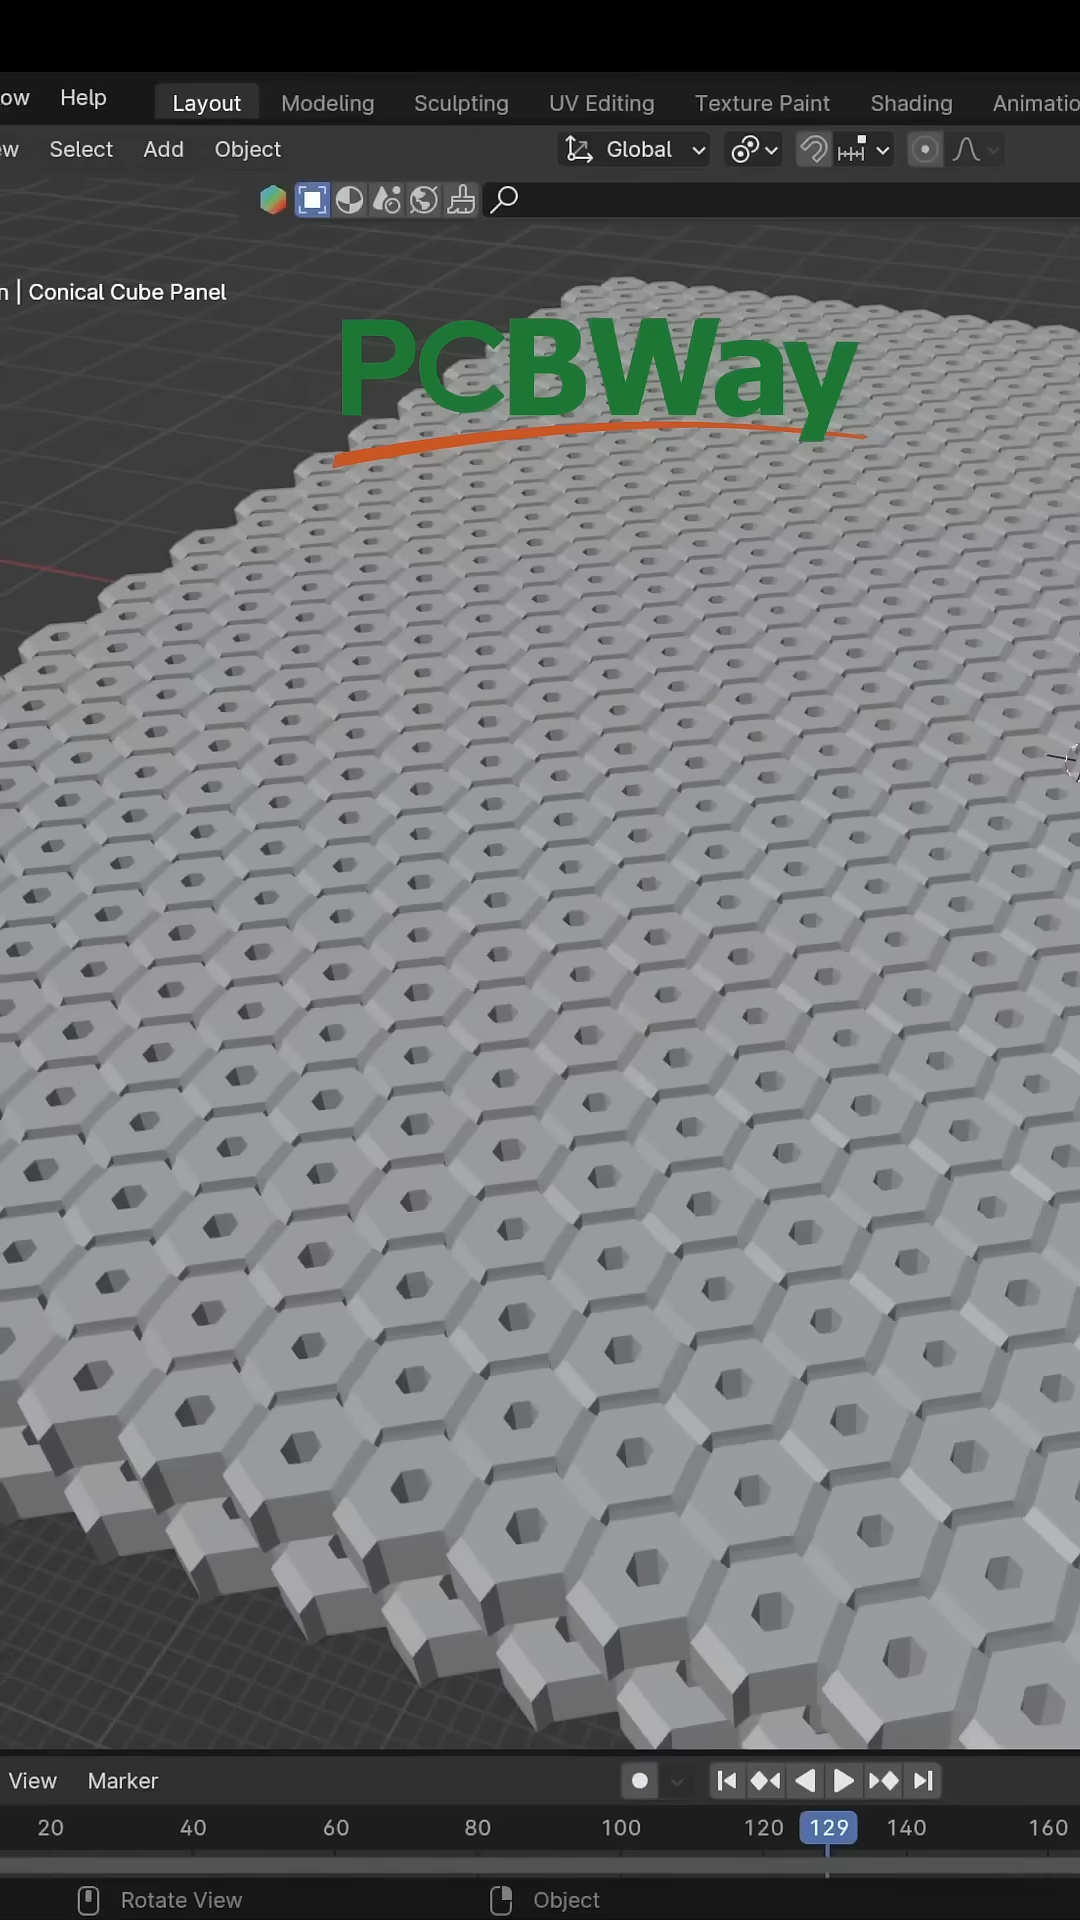 ow Help Layout Modeling Sculpting UV Editing Texture Paint Shading Animatio
ew Select Add Object Global
n | Conical Cube Panel
PCBWay
View Marker
20 40 60 80 100 120 129 140 160
Rotate View Object